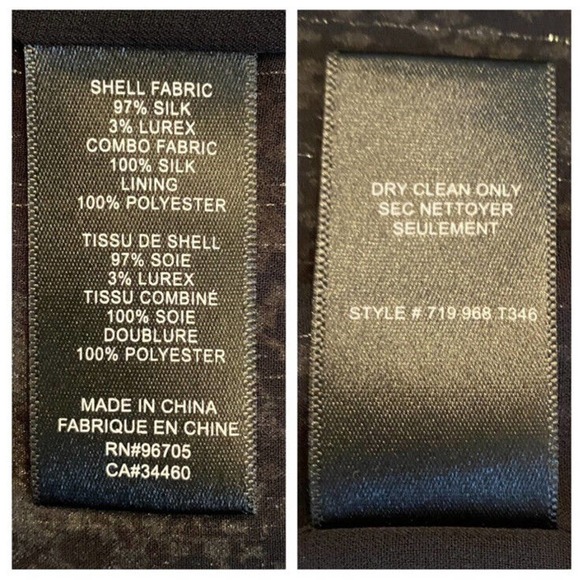 SHELL FABRIC
97% SILK
3% LUREX
COMBO FABRIC
100% SILK
LINING
100% POLYESTER
TISSU DE SHELL
97% SOIE
3% LUREX
TISSU COMBINÉ
100% SOIE
DOUBLURE
100% POLYESTER
MADE IN CHINA
FABRIQUE EN CHINE
RN#96705
CA#34460
DRY CLEAN ONLY
SEC NETTOYER
SEULEMENT
STYLE # 719 968 T346